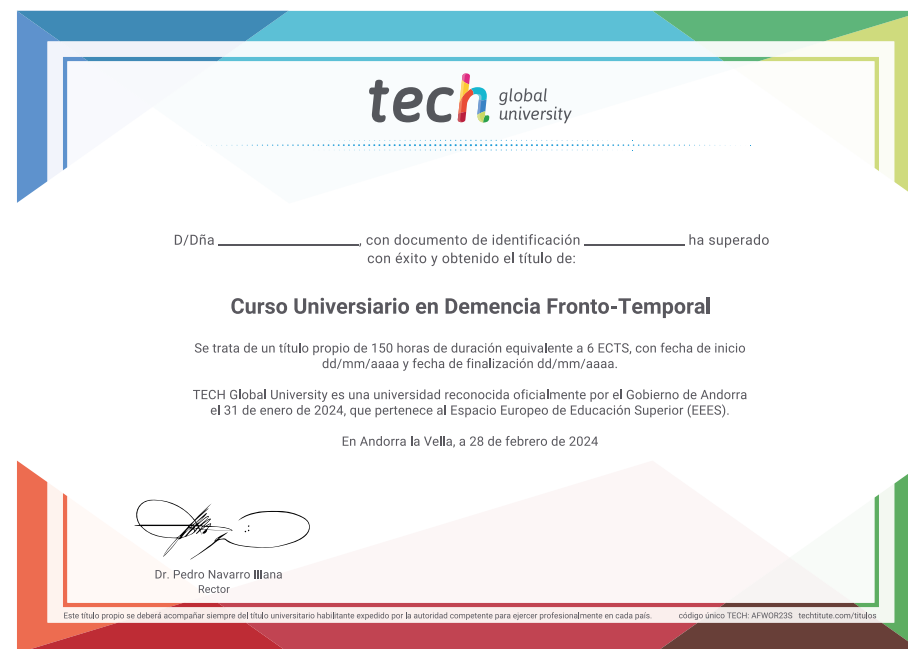 tech global university
D/Dña ____________________, con documento de identificación ______________ ha superado
con éxito y obtenido el título de:
Curso Universiario en Demencia Fronto-Temporal
Se trata de un título propio de 150 horas de duración equivalente a 6 ECTS, con fecha de inicio
dd/mm/aaaa y fecha de finalización dd/mm/aaaa.
TECH Global University es una universidad reconocida oficialmente por el Gobierno de Andorra
el 31 de enero de 2024, que pertenece al Espacio Europeo de Educación Superior (EEES).
En Andorra la Vella, a 28 de febrero de 2024
Dr. Pedro Navarro Illana
Rector
Este título propio se deberá acompañar siempre del título universitario habilitante expedido por la autoridad competente para ejercer profesionalmente en cada país. código único TECH: AFWOR23S techtitute.com/titulos